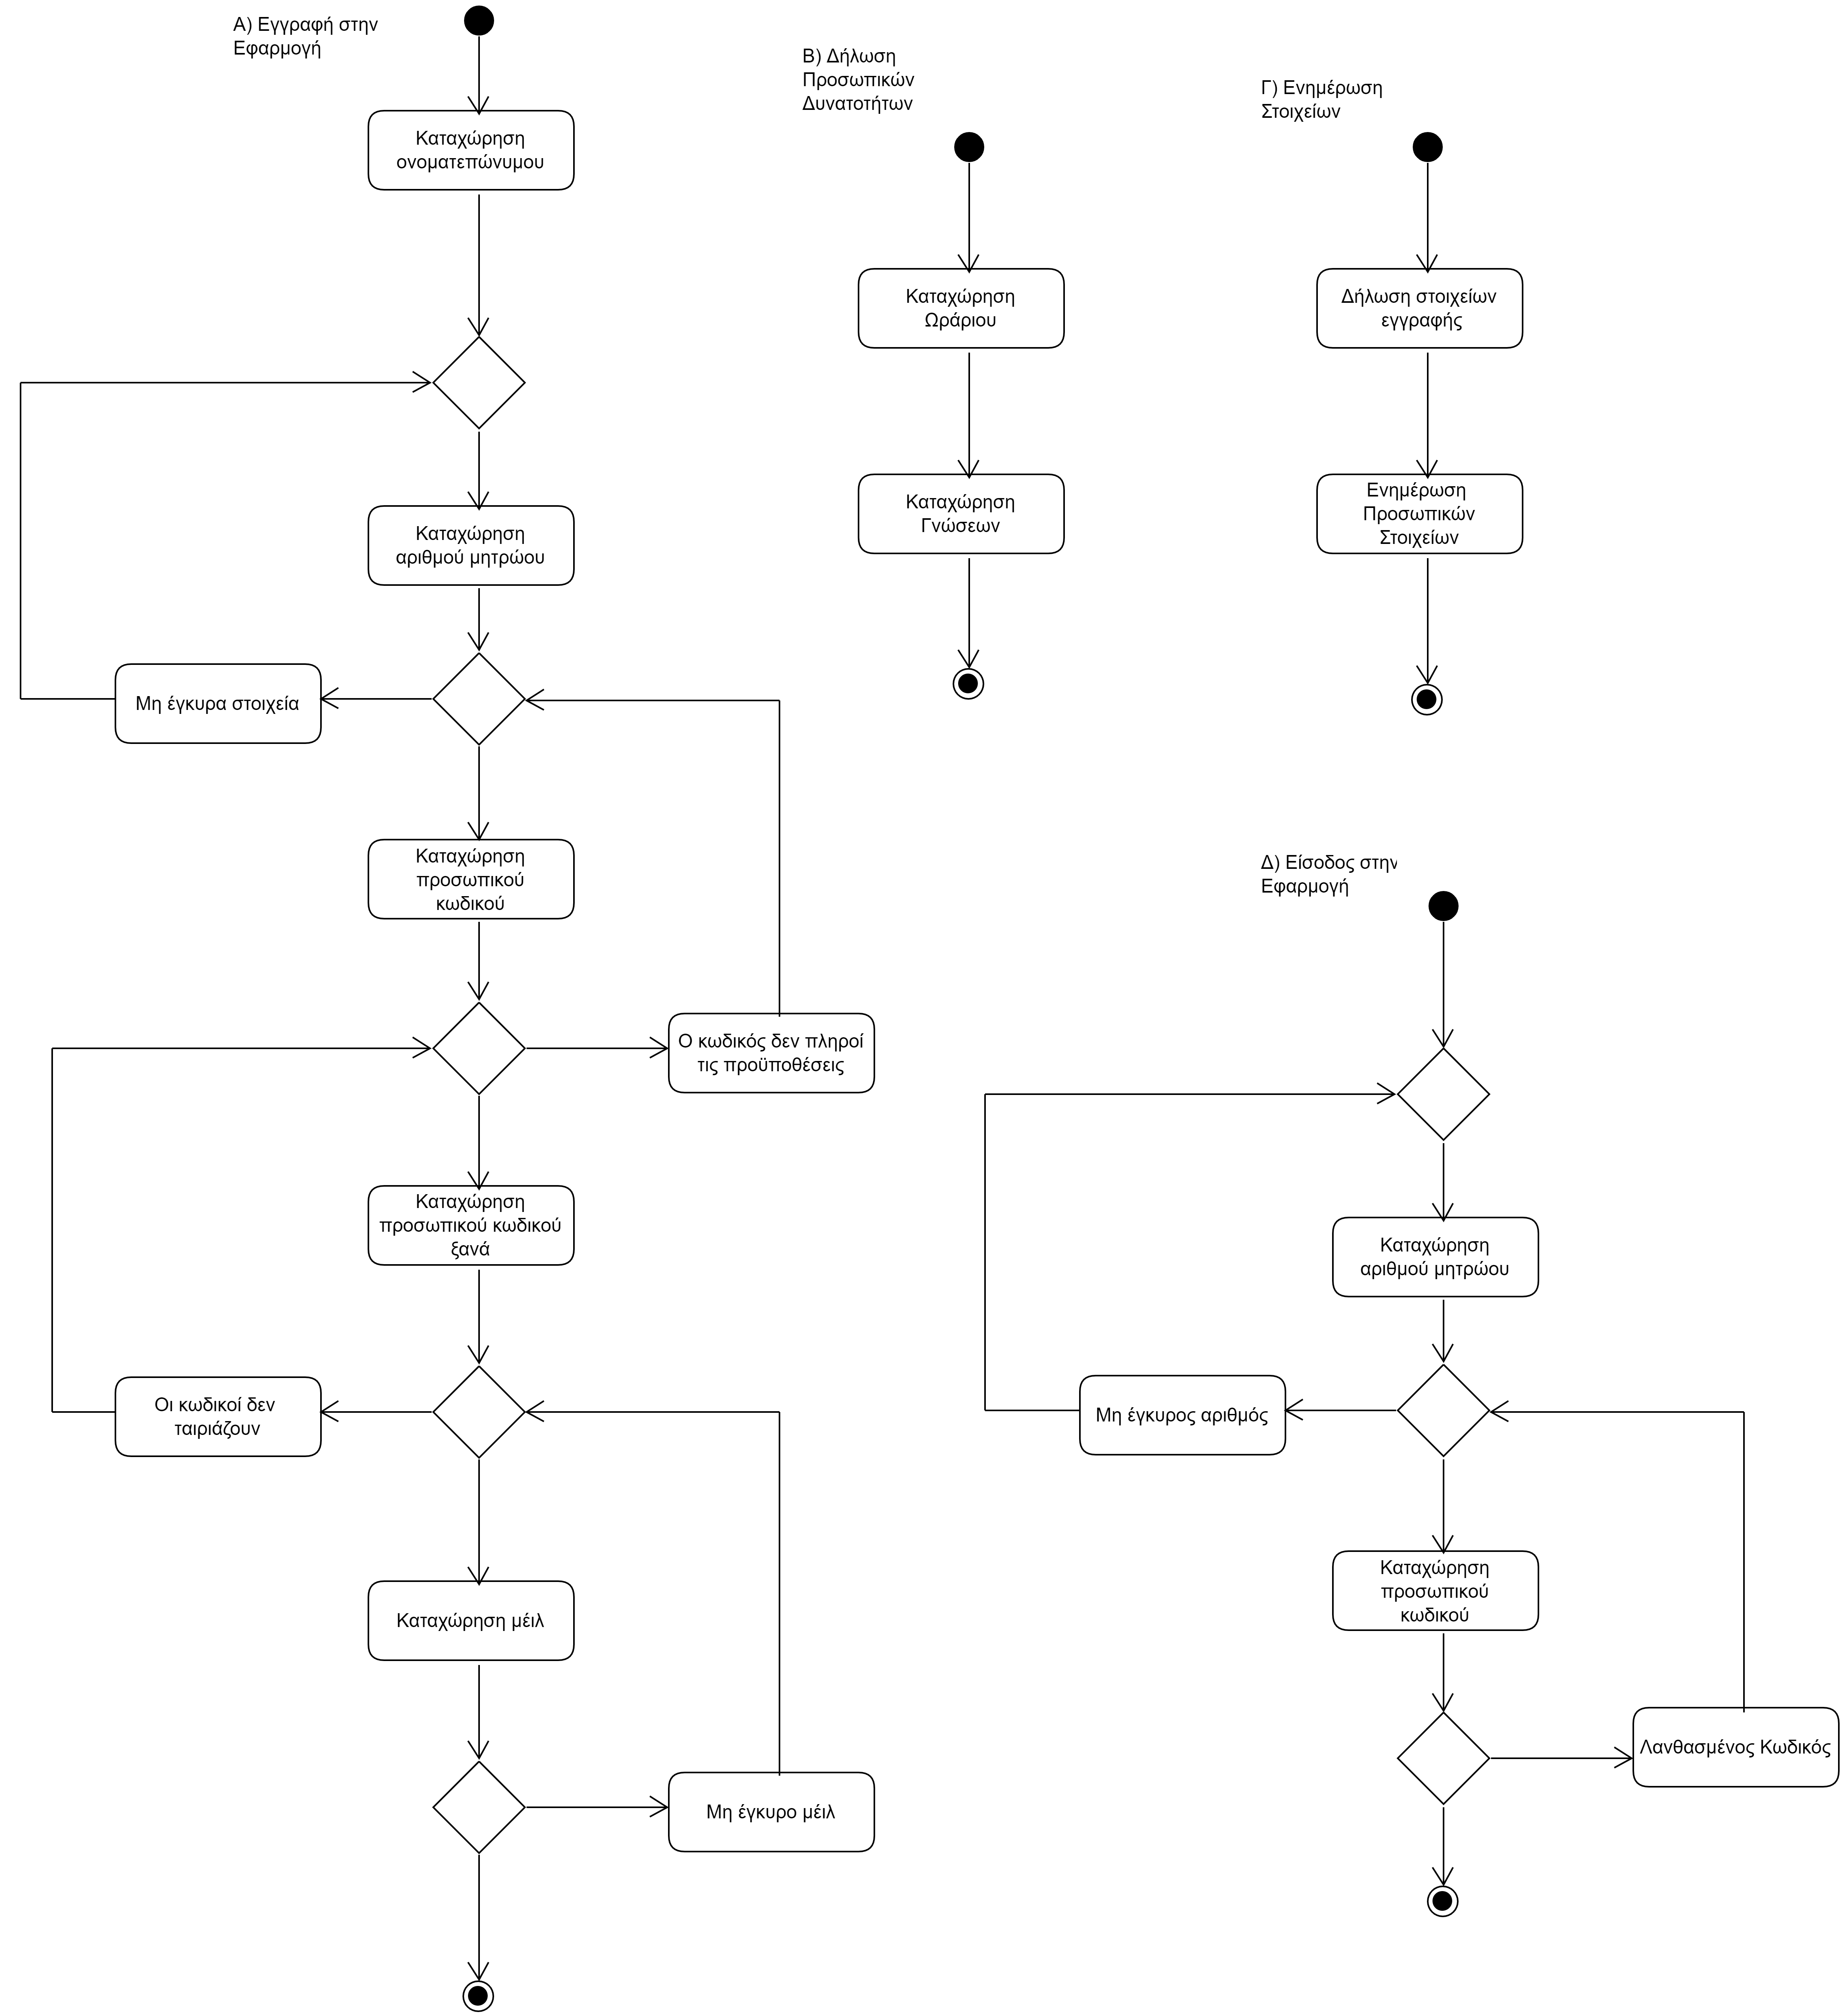 Α) Εγγραφή στην
Εφαρμογή
Καταχώρηση
ονοματεπώνυμου
Καταχώρηση
αριθμού μητρώου
Μη έγκυρα στοιχεία
Καταχώρηση
προσωπικού
κωδικού
Ο κωδικός δεν πληροί
τις προϋποθέσεις
Καταχώρηση
προσωπικού κωδικού
ξανά
Οι κωδικοί δεν
ταιριάζουν
Καταχώρηση μέιλ
Μη έγκυρο μέιλ
Β) Δήλωση
Προσωπικών
Δυνατοτήτων
Καταχώρηση
Ωράριου
Καταχώρηση
Γνώσεων
Γ) Ενημέρωση
Στοιχείων
Δήλωση στοιχείων
εγγραφής
Ενημέρωση
Προσωπικών
Στοιχείων
Δ) Είσοδος στην
Εφαρμογή
Καταχώρηση
αριθμού μητρώου
Μη έγκυρος αριθμός
Καταχώρηση
προσωπικού
κωδικού
Λανθασμένος Κωδικός